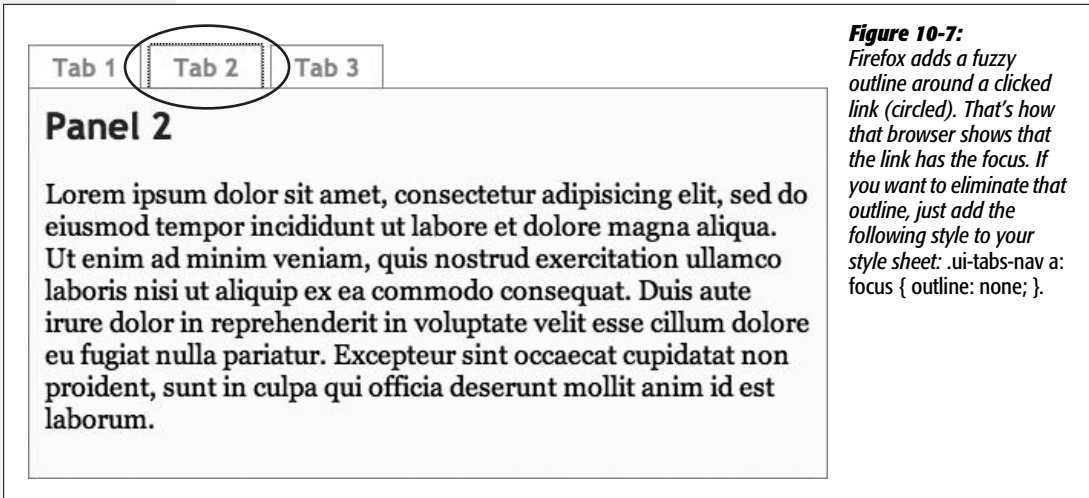 Tab 1 Tab 2 Tab 3
Panel 2
Lorem ipsum dolor sit amet, consectetur adipisicing elit, sed do
eiusmod tempor incididunt ut labore et dolore magna aliqua.
Ut enim ad minim veniam, quis nostrud exercitation ullamco
laboris nisi ut aliquip ex ea commodo consequat. Duis aute
irure dolor in reprehenderit in voluptate velit esse cillum dolore
eu fugiat nulla pariatur. Excepteur sint occaecat cupidatat non
proident, sunt in culpa qui officia deserunt mollit anim id est
laborum.
Figure 10-7:
Firefox adds a fuzzy
outline around a clicked
link (circled). That's how
that browser shows that
the link has the focus. If
you want to eliminate that
outline, just add the
following style to your
style sheet: .ui-tabs-nav a:
focus { outline: none; }.